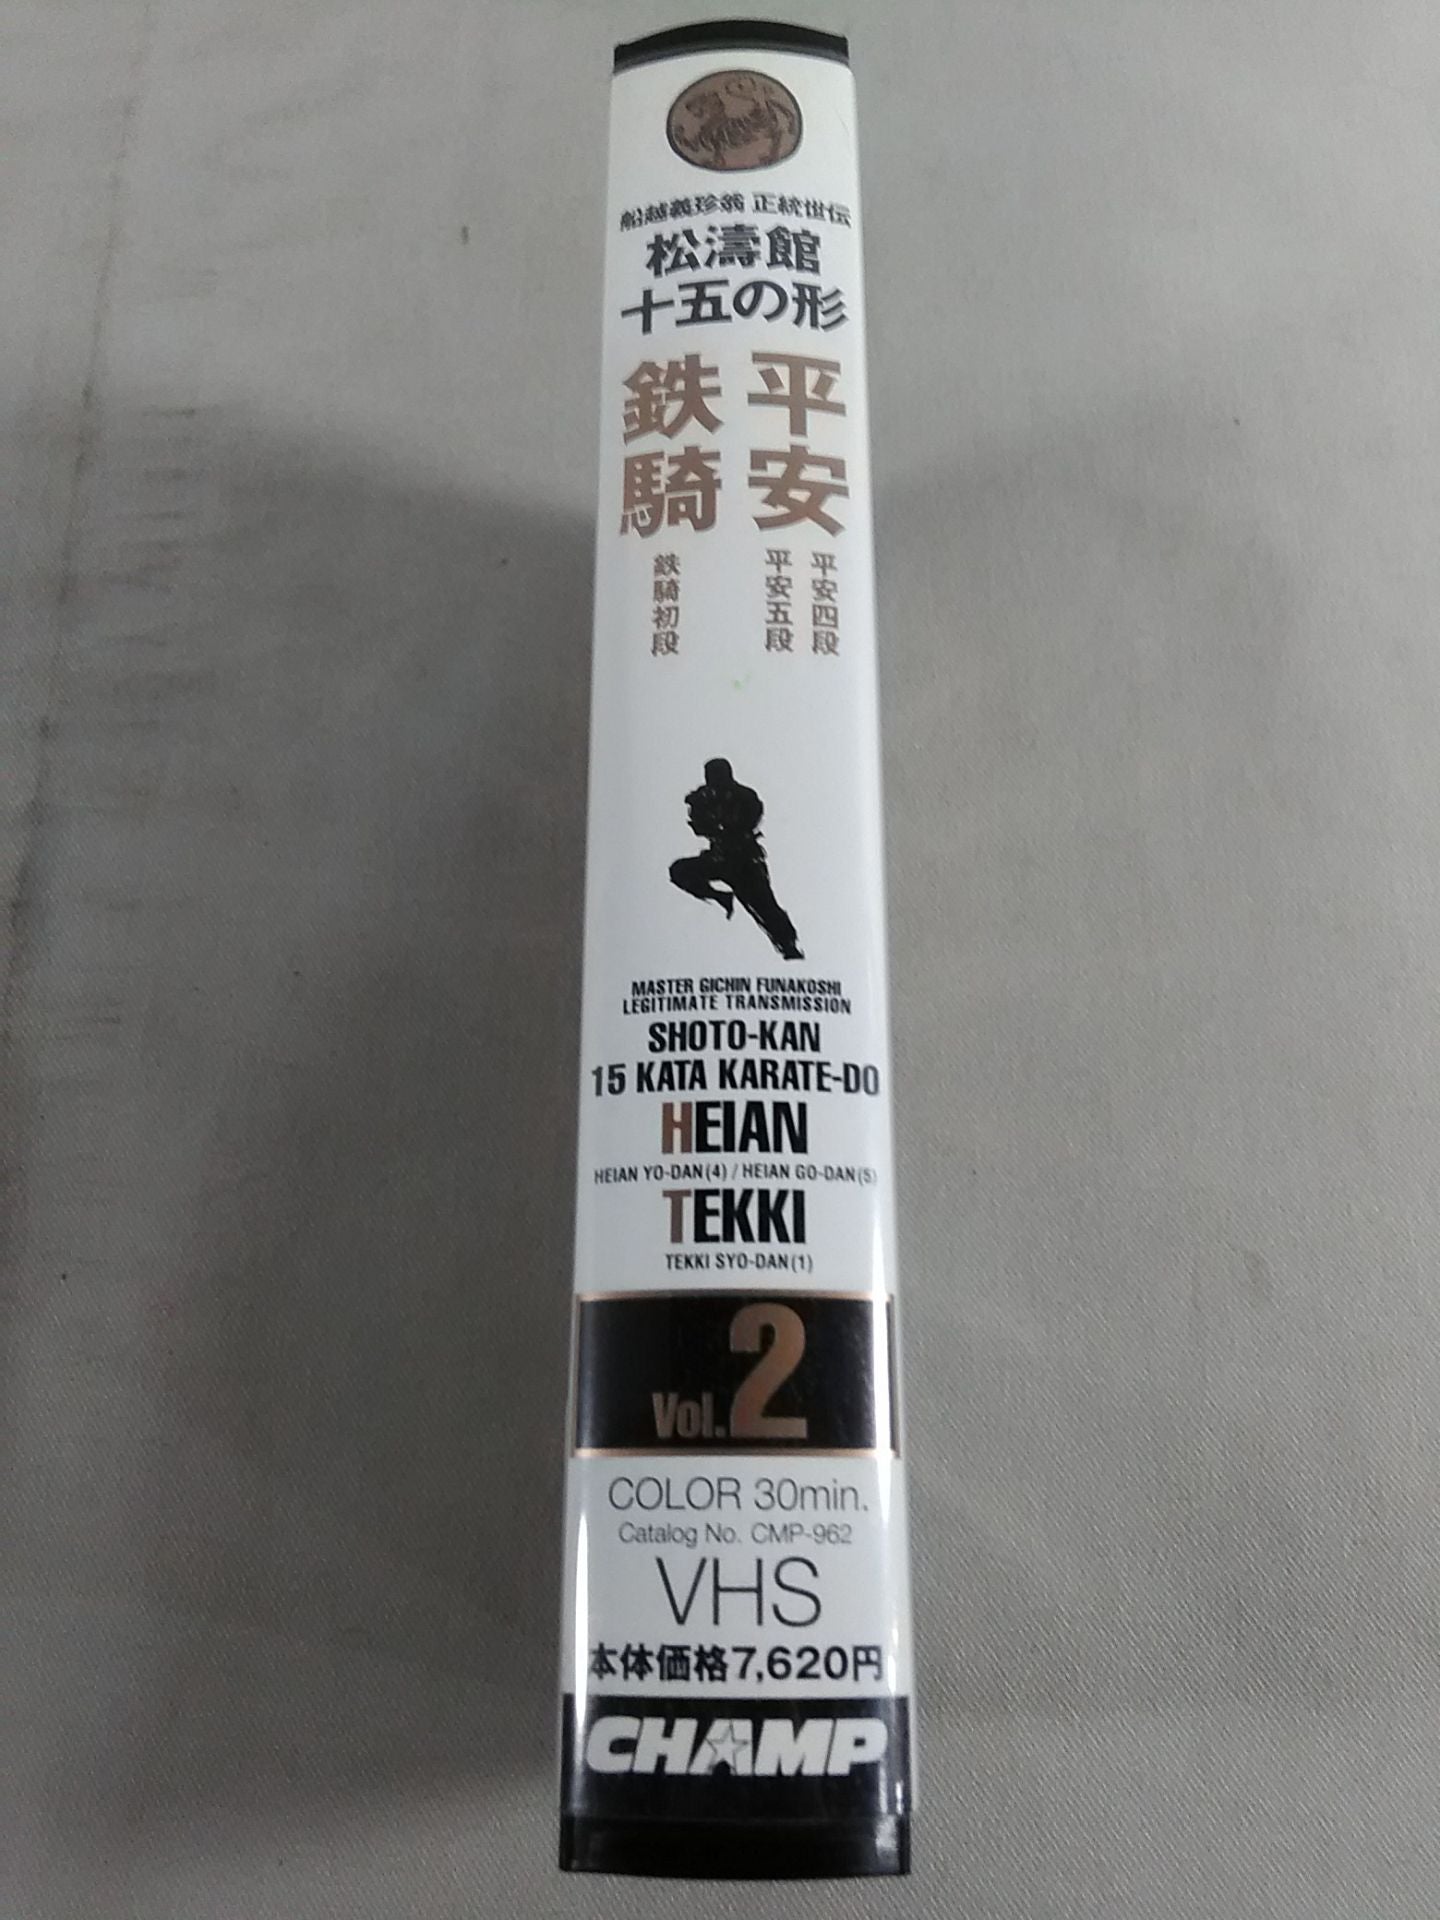 船越義珍翁 正統世伝
松濤館
十五の形
平安
平安四段
平安五段
鉄騎
鉄騎初段
MASTER GICHIN FUNAKOSHI
LEGITIMATE TRANSMISSION
SHOTO-KAN
15 KATA KARATE-DO
HEIAN
HEIAN YO-DAN(4) / HEIAN GO-DAN(5)
TEKKI
TEKKI SYO-DAN(1)
Vol.2
COLOR 30min.
Catalog No. CMP-962
VHS
本体価格7,620円
CHAMP